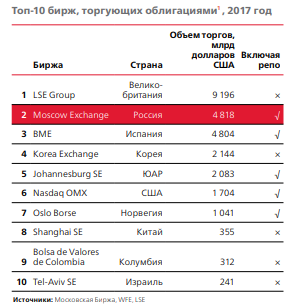 Топ-10 бирж, торгующих облигациями¹, 2017 год
Биржа Страна Объем торгов, млрд долларов США Включая репо
1 LSE Group Велико-британия 9 196 ×
2 Moscow Exchange Россия 4 818 √
3 BME Испания 4 804 √
4 Korea Exchange Корея 2 144 ×
5 Johannesburg SE ЮАР 2 083 √
6 Nasdaq OMX США 1 704 √
7 Oslo Borse Норвегия 1 041 √
8 Shanghai SE Китай 355 ×
9 Bolsa de Valores de Colombia Колумбия 312 ×
10 Tel-Aviv SE Израиль 241 ×
Источники: Московская Биржа, WFE, LSE